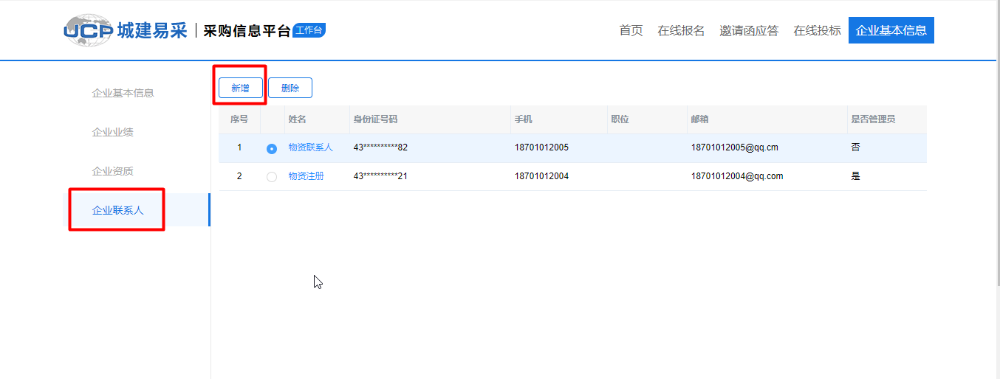 UCP 城建易采 采购信息平台 工作台
首页 在线报名 邀请函应答 在线投标 企业基本信息
企业基本信息
企业业绩
企业资质
企业联系人
新增 删除
序号 姓名 身份证号码 手机 职位 邮箱 是否管理员
1 物资联系人 43**********82 18701012005 18701012005@qq.cm 否
2 物资注册 43**********21 18701012004 18701012004@qq.com 是